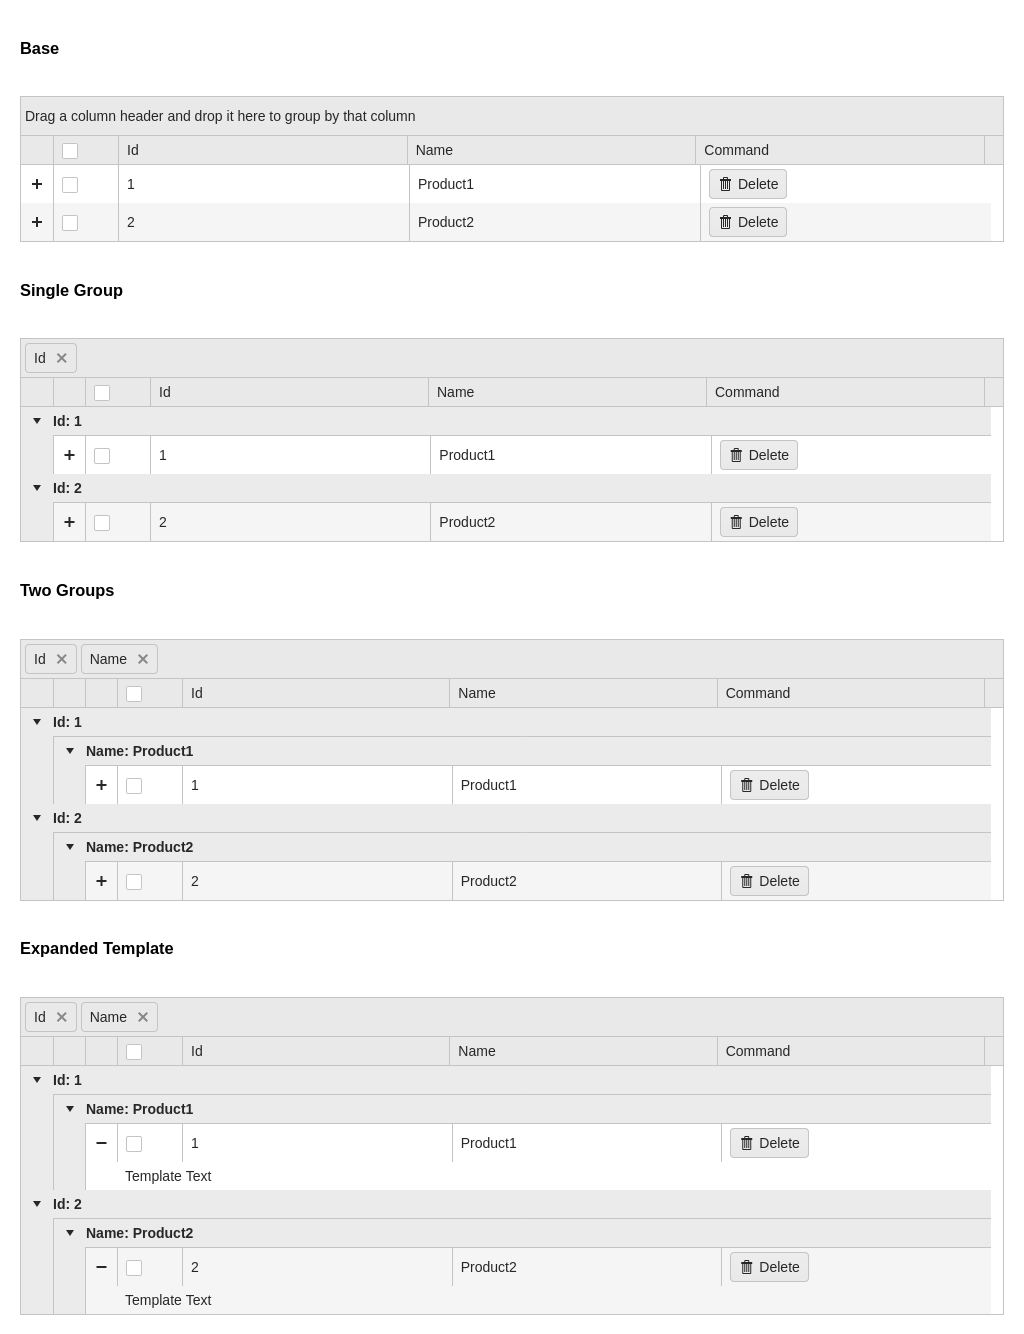 Base
Drag a column header and drop it here to group by that column
Id Name Command
1 Product1 Delete
2 Product2 Delete
Single Group
Id
Id Name Command
Id: 1
1 Product1 Delete
Id: 2
2 Product2 Delete
Two Groups
Id Name
Id Name Command
Id: 1
Name: Product1
1 Product1 Delete
Id: 2
Name: Product2
2 Product2 Delete
Expanded Template
Id Name
Id Name Command
Id: 1
Name: Product1
1 Product1 Delete
Template Text
Id: 2
Name: Product2
2 Product2 Delete
Template Text